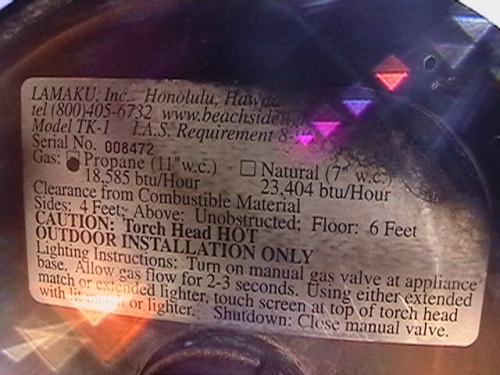 LAMAKU, Inc. Honolulu, Hawaii
tel (800)405-6732 www.beachside
Model TK-1 I.A.S. Requirement 8-
Serial No. 008472
Gas: Propane (11"w.c.) Natural (7" w.c.)
18,585 btu/Hour 23,404 btu/Hour
Clearance from Combustible Material
Sides: 4 Feet; Above: Unobstructed; Floor: 6 Feet
CAUTION: Torch Head HOT
OUTDOOR INSTALLATION ONLY
Lighting Instructions: Turn on manual gas valve at appliance
base. Allow gas flow for 2-3 seconds. Using either extended
match or extended lighter, touch screen at top of torch head
with or lighter. Shutdown: Close manual valve.